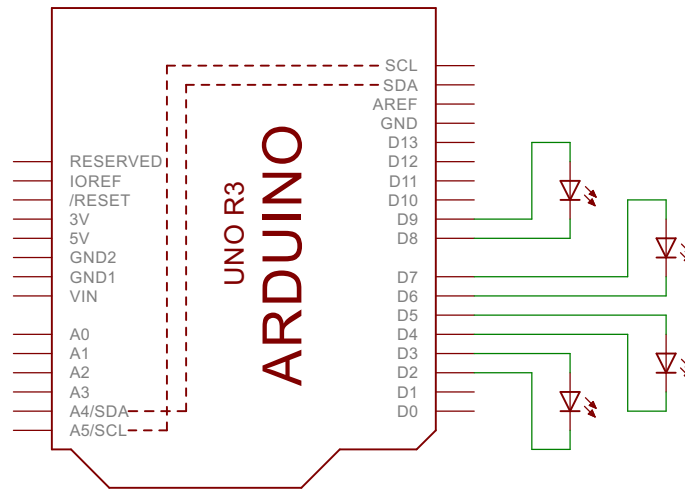 RESERVED
IOREF
/RESET
3V
5V
GND2
GND1
VIN
A0
A1
A2
A3
A4/SDA
A5/SCL
UNO R3
ARDUINO
SCL
SDA
AREF
GND
D13
D12
D11
D10
D9
D8
D7
D6
D5
D4
D3
D2
D1
D0